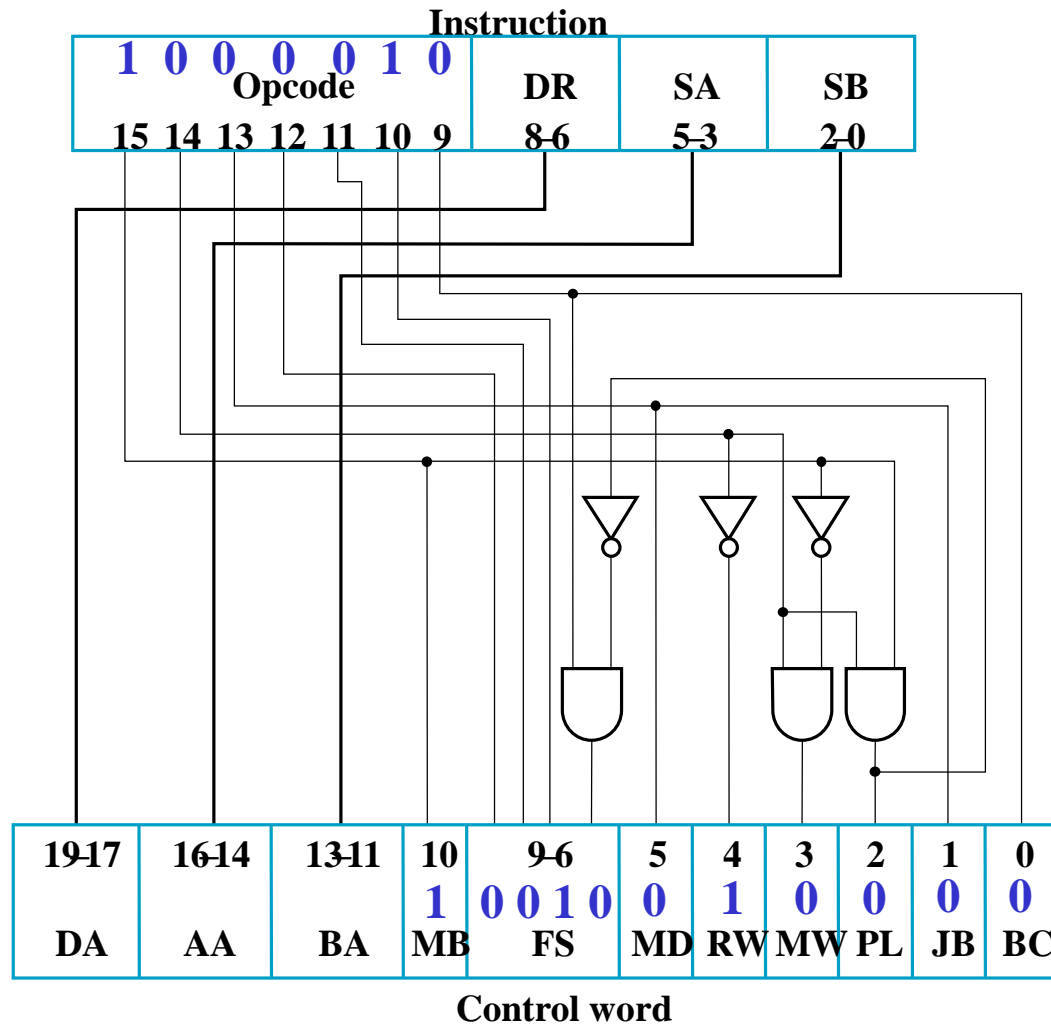 Instruction
1 0 0 0 0 1 0
Opcode DR SA SB
15 14 13 12 11 10 9 8–6 5–3 2–0
19–17 16–14 13–11 10 9–6 5 4 3 2 1 0
1 0 0 1 0 0 1 0 0 0 0
DA AA BA MB FS MD RW MW PL JB BC
Control word